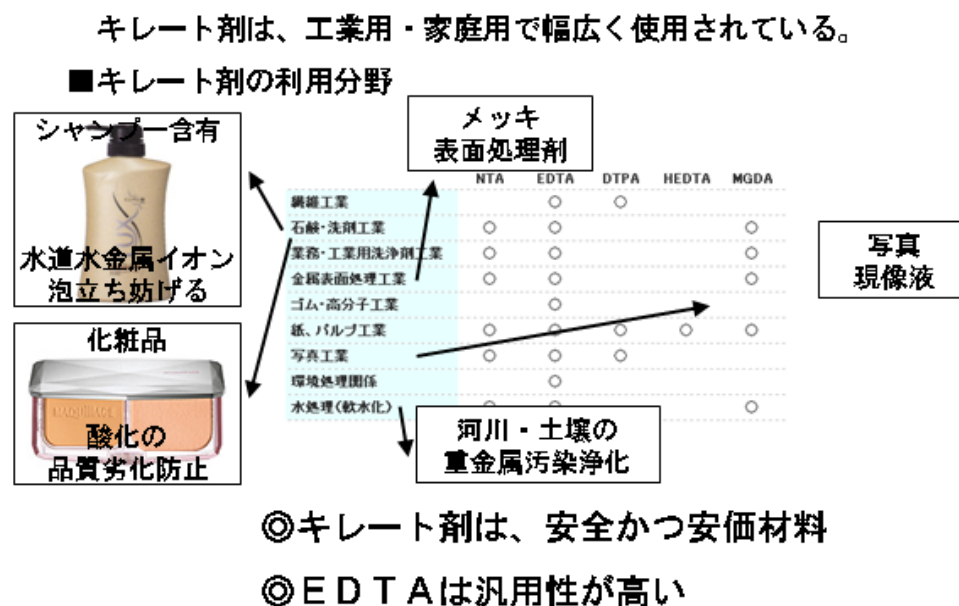 キレート剤は、工業用・家庭用で幅広く使用されている。
■キレート剤の利用分野
シャンプー含有
水道水金属イオン
泡立ち妨げる
メッキ
表面処理剤
NTA EDTA DTPA HEDTA MGDA
繊維工業 ○ ○
石鹸・洗剤工業 ○ ○ ○
業務・工業用洗浄剤工業 ○ ○ ○
金属表面処理工業 ○ ○ ○
ゴム・高分子工業 ○
紙、パルプ工業 ○ ○ ○ ○ ○
写真工業 ○ ○ ○
環境処理関係 ○
水処理(軟水化) ○ ○ ○
写真
現像液
化粧品
MAQUILLAGE
酸化の
品質劣化防止
河川・土壌の
重金属汚染浄化
◎キレート剤は、安全かつ安価材料
◎EDTAは汎用性が高い